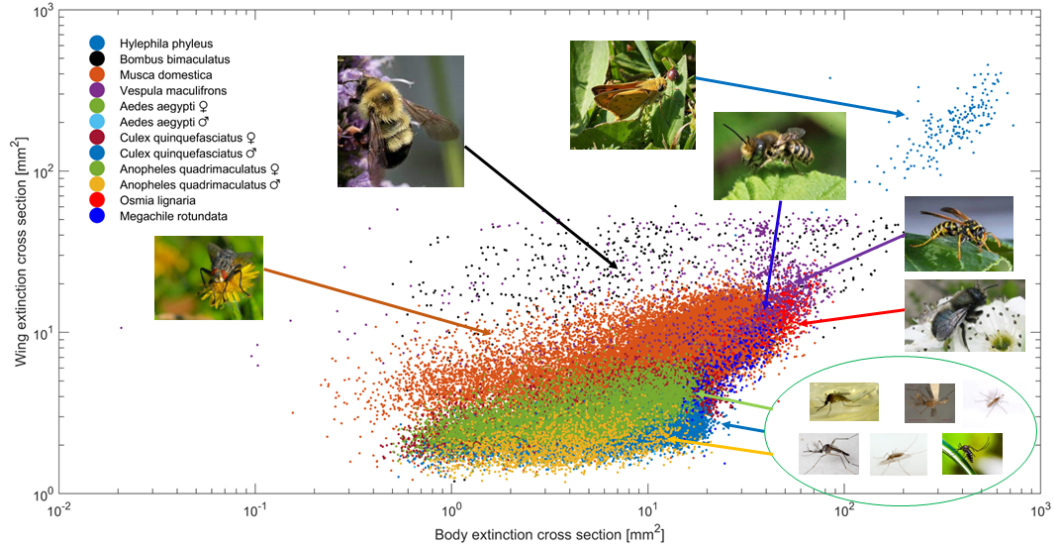 10³
Hylephila phyleus
Bombus bimaculatus
Musca domestica
Vespula maculifrons
Aedes aegypti ♀
Aedes aegypti ♂
Culex quinquefasciatus ♀
Culex quinquefasciatus ♂
Anopheles quadrimaculatus ♀
Anopheles quadrimaculatus ♂
Osmia lignaria
Megachile rotundata
Wing extinction cross section [mm²]
10²
10¹
10⁰
10⁻²
10⁻¹
10⁰
10¹
10²
10³
Body extinction cross section [mm²]